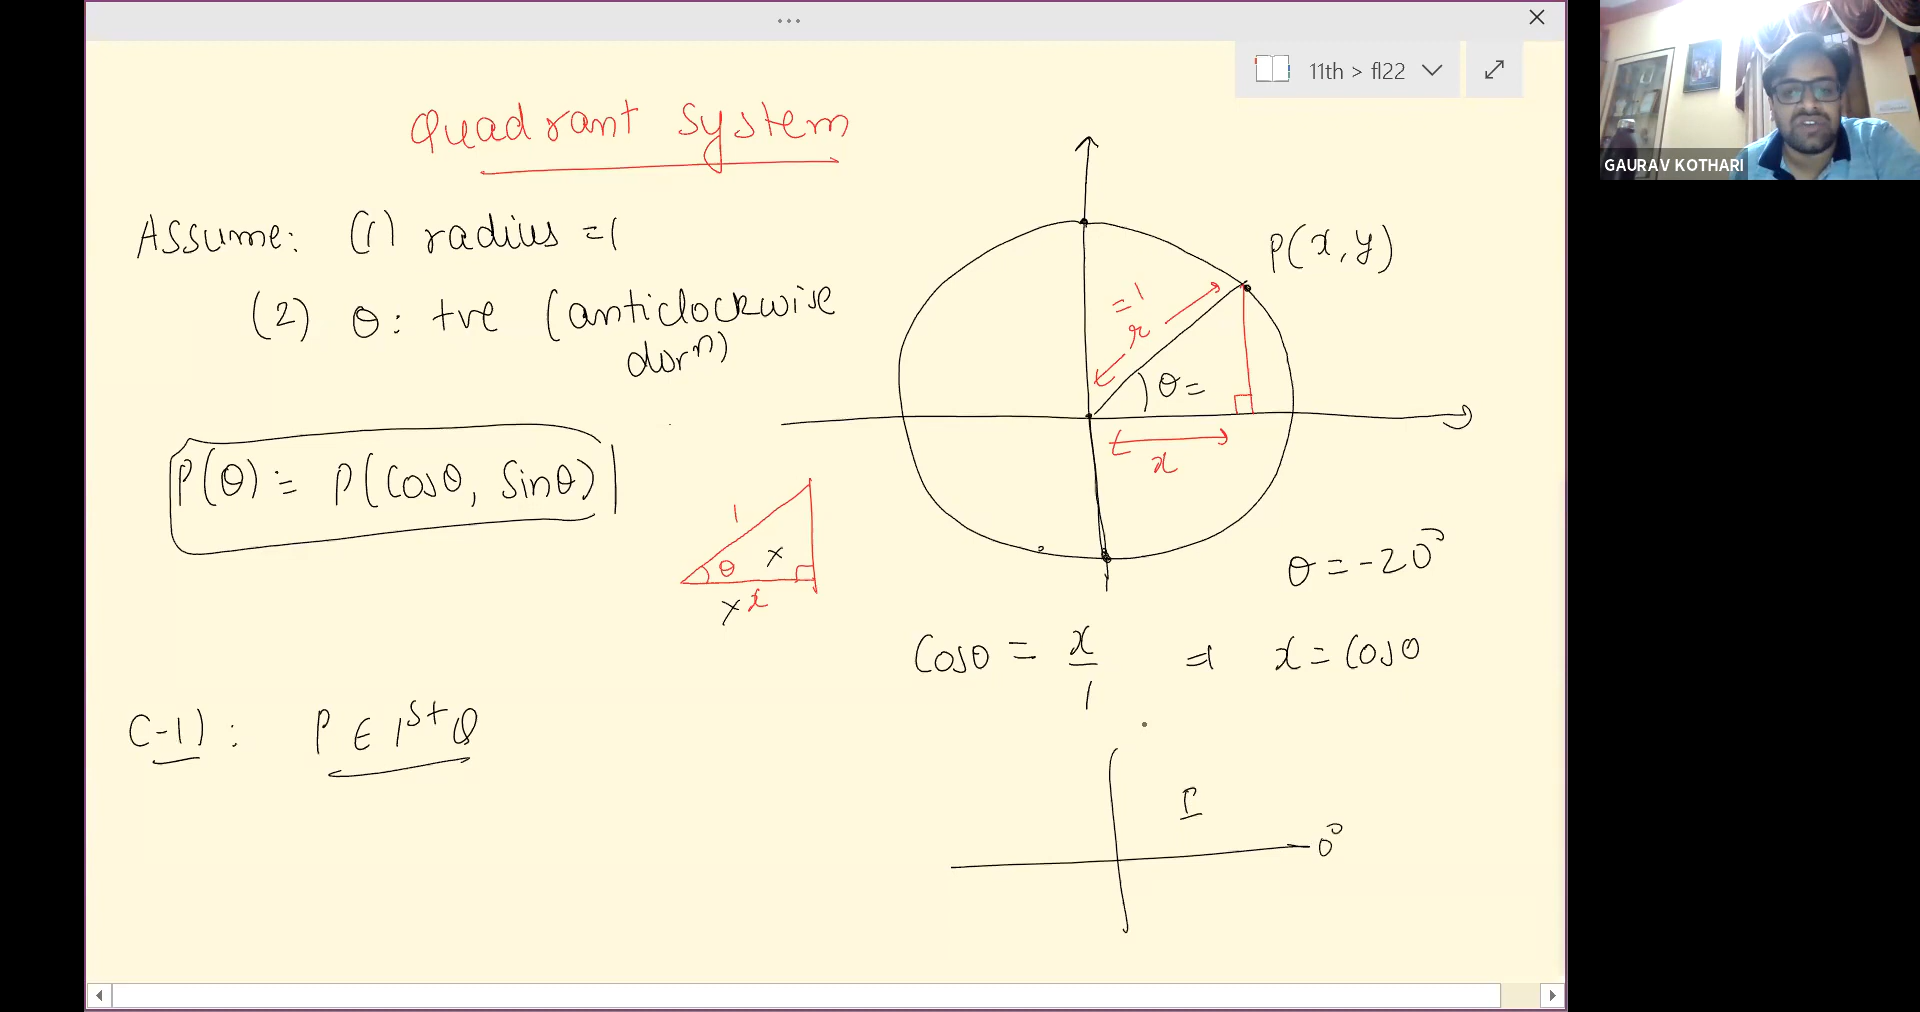 11th > fl22
Quadrant System
Assume: (1) radius =1
(2) θ: +ve (anticlockwise
dirⁿ)
P(θ) = P(cosθ, sinθ)
P(x,y)
=1
r
θ=
x
1
θ x
x x
θ=-20°
Cosθ = x/1 ⇒ x = cosθ
C-1): P ∈ 1st Q
I
0°
GAURAV KOTHARI